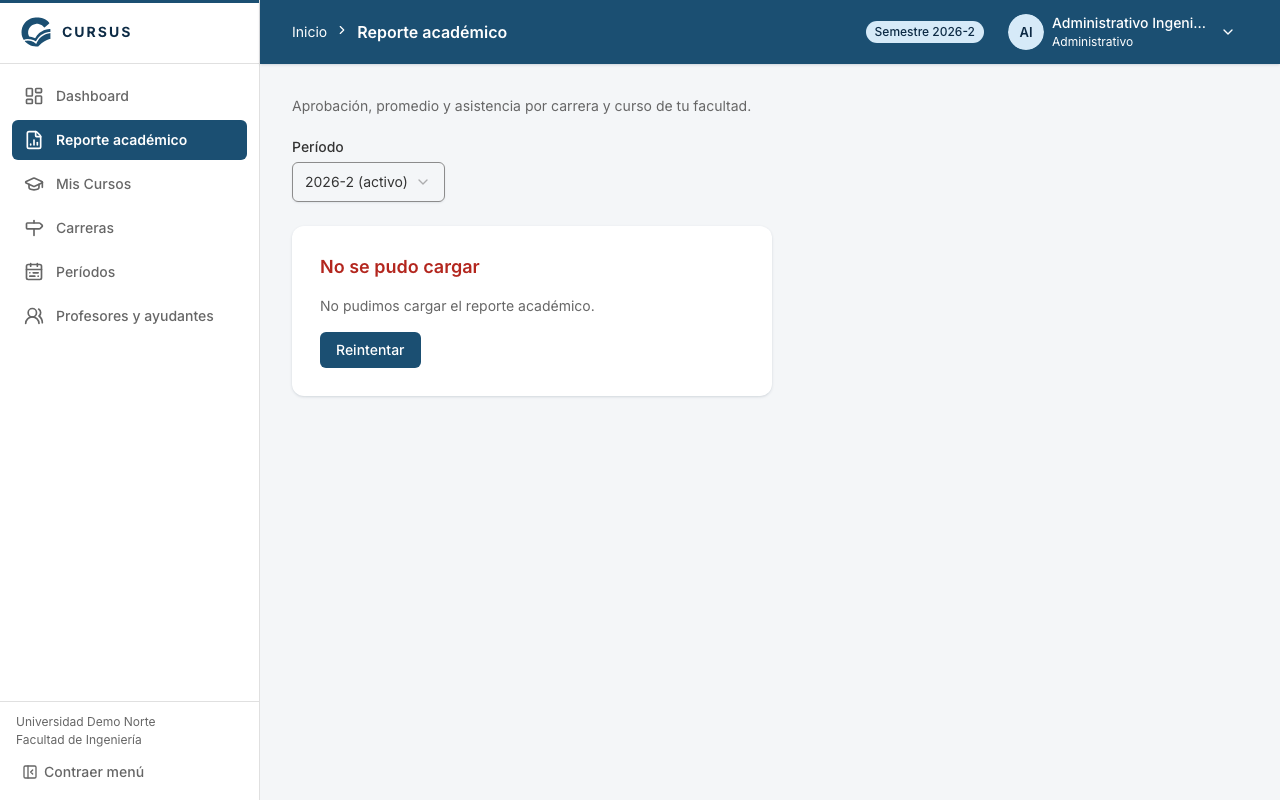 CURSUS
Inicio > Reporte académico
Semestre 2026-2
AI
Administrativo Ingeni...
Administrativo
Dashboard
Reporte académico
Mis Cursos
Carreras
Períodos
Profesores y ayudantes
Aprobación, promedio y asistencia por carrera y curso de tu facultad.
Período
2026-2 (activo)
No se pudo cargar
No pudimos cargar el reporte académico.
Reintentar
Universidad Demo Norte
Facultad de Ingeniería
Contraer menú